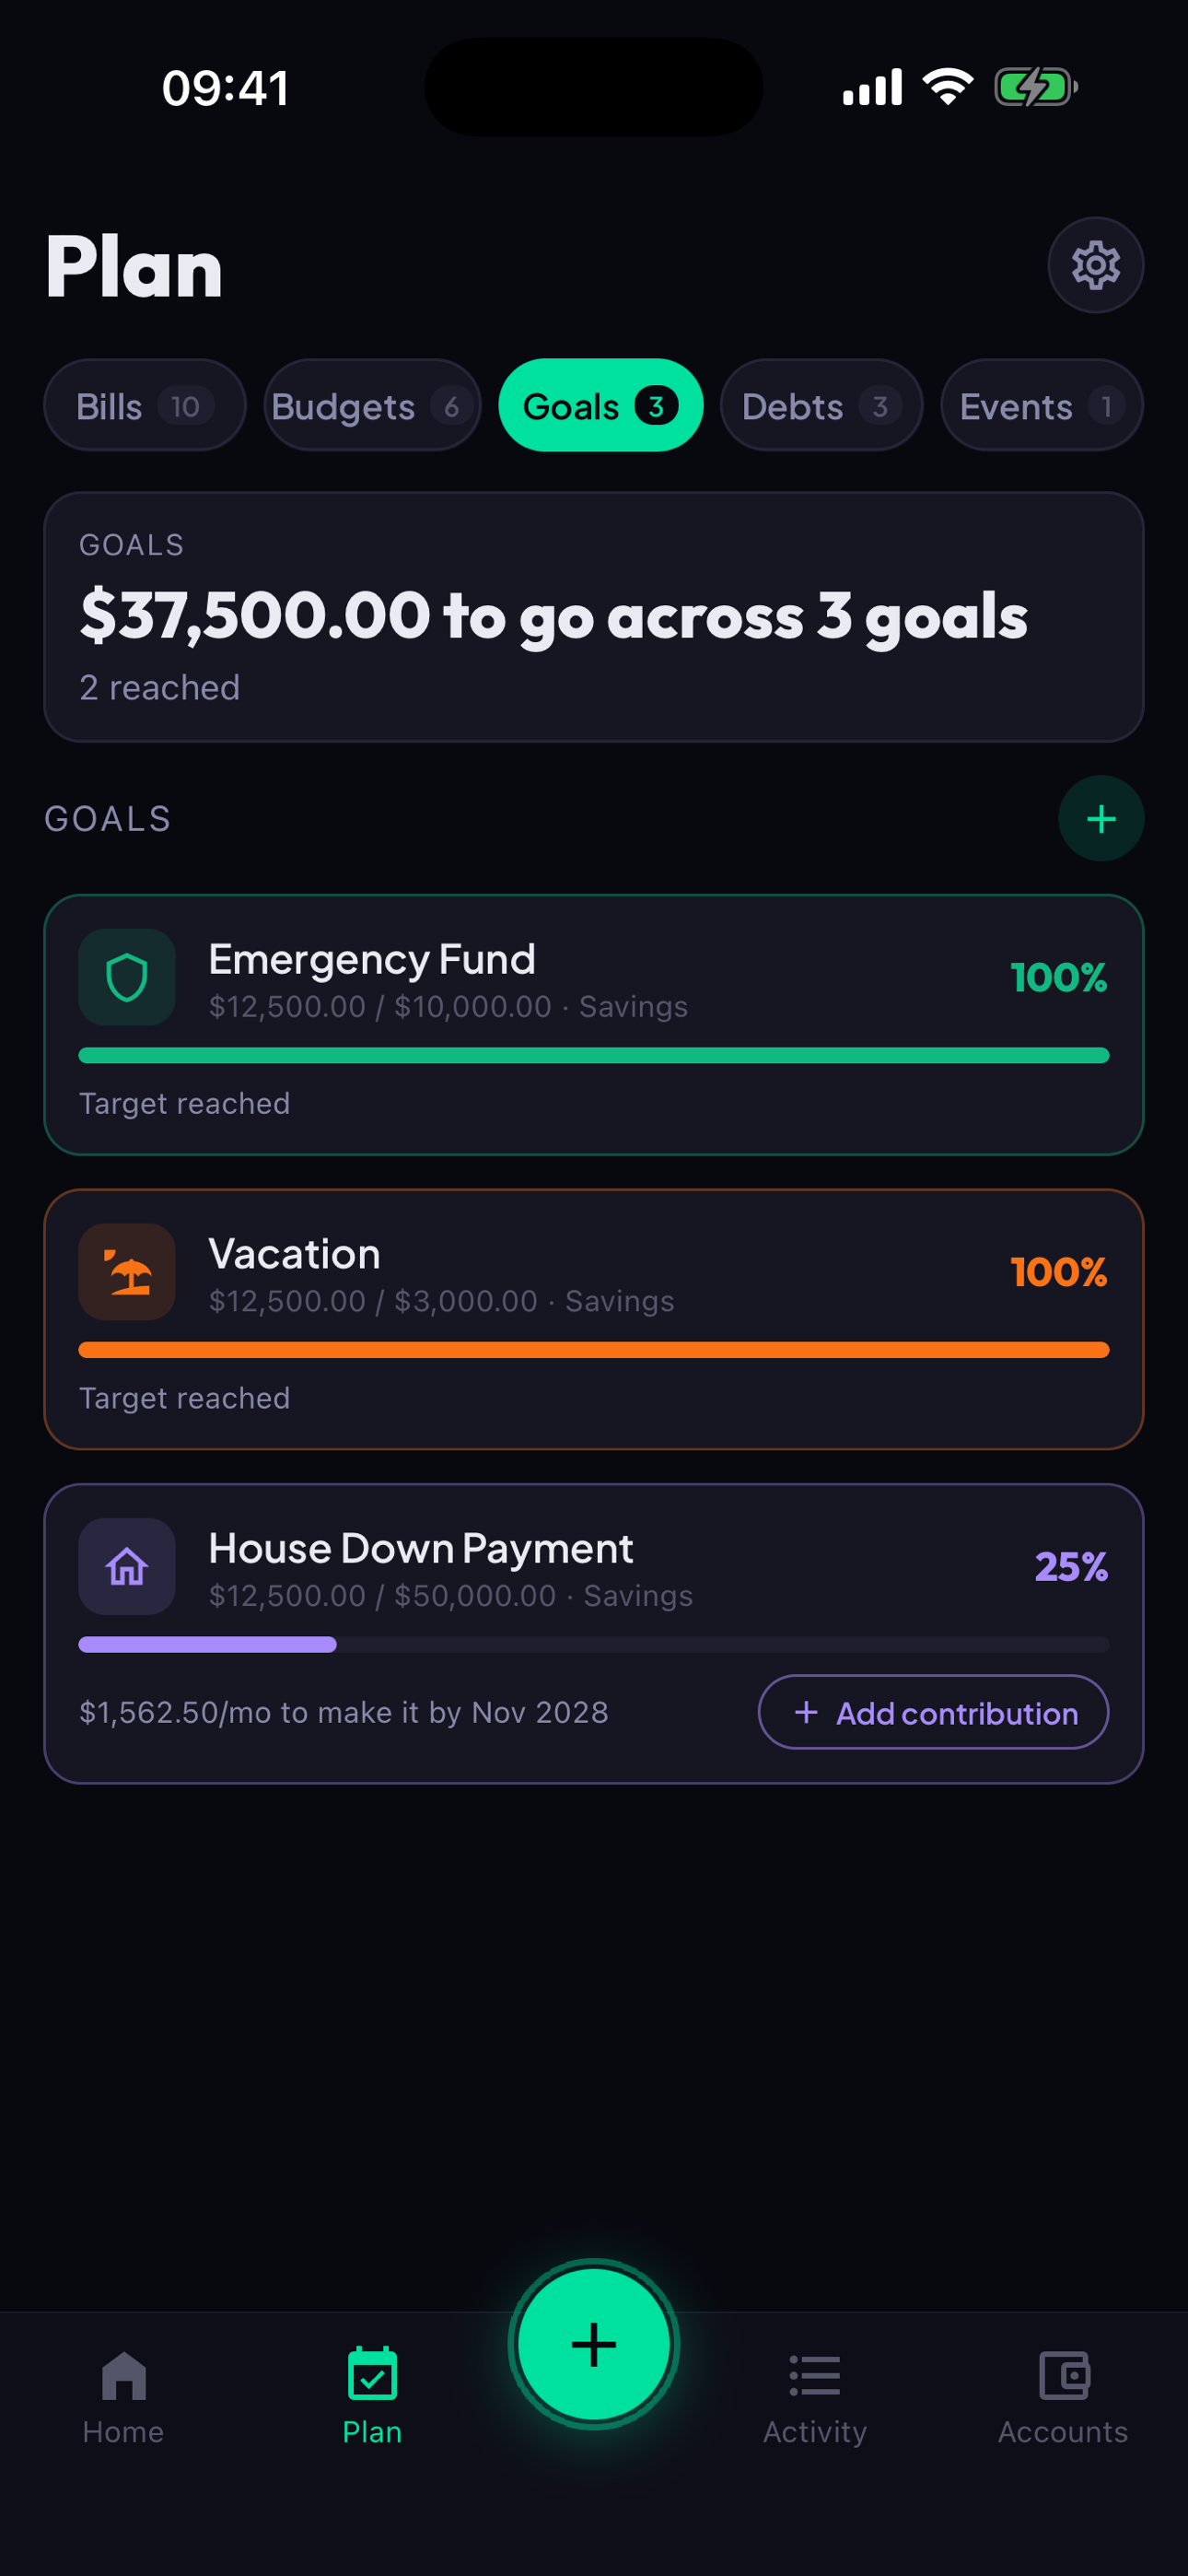 09:41
Plan
Bills 10 Budgets 6 Goals 3 Debts 3 Events 1
GOALS
$37,500.00 to go across 3 goals
2 reached
GOALS
Emergency Fund
$12,500.00 / $10,000.00 · Savings
100%
Target reached
Vacation
$12,500.00 / $3,000.00 · Savings
100%
Target reached
House Down Payment
$12,500.00 / $50,000.00 · Savings
25%
$1,562.50/mo to make it by Nov 2028
+ Add contribution
Home Plan Activity Accounts